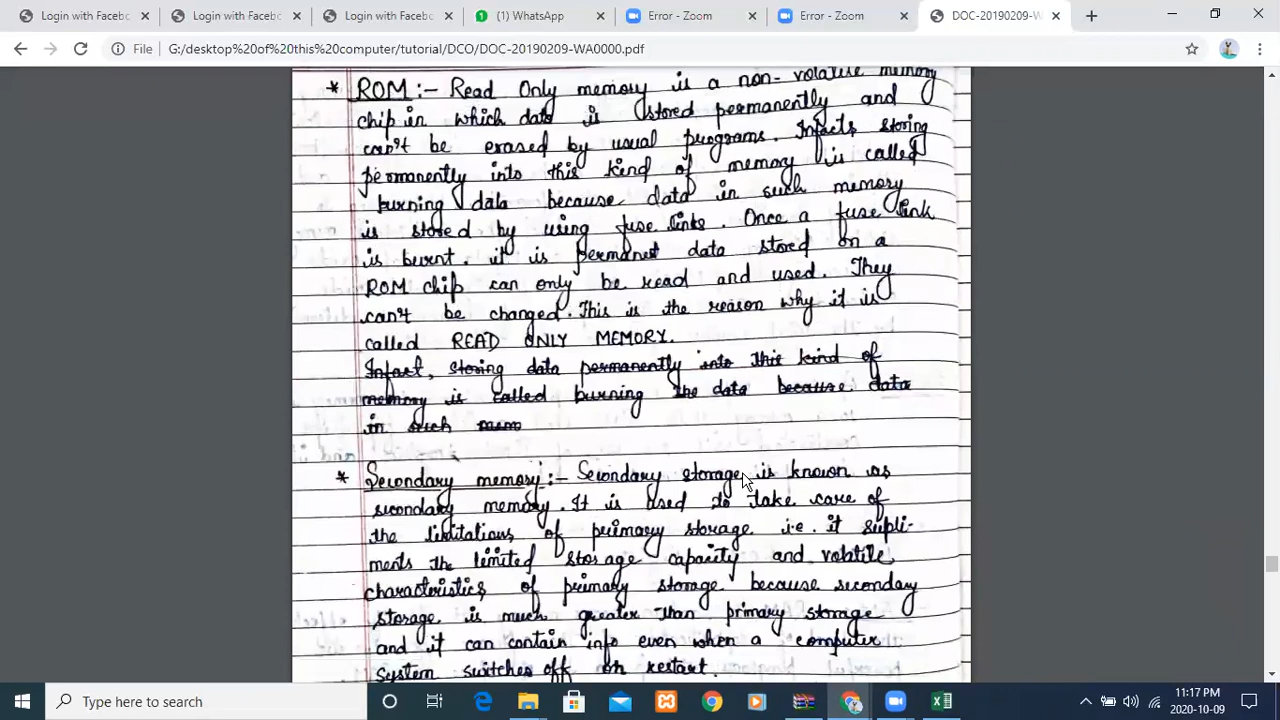 Login with Facebo
Login with Facebo
Login with Facebo
(1) WhatsApp
Error - Zoom
Error - Zoom
DOC-20190209-WA
File G:/desktop%20of%20this%20computer/tutorial/DCO/DOC-20190209-WA0000.pdf
* ROM :- Read Only memory is a non-volatile memory
chip in which data is stored permanently and
can't be erased by usual programs. Infacts storing
permanently into this kind of memory is called
burning data because data in such memory
is stored by using fuse links. Once a fuse link
is burnt. it is permanent data stored on a
ROM chip can only be read and used. They
can't be changed. This is the reason why it is
called READ ONLY MEMORY.
Infact, storing data permanently into this kind of
memory is called burning the data because data
in such mem
* Secondary memory :- Secondary storage is known as
secondary memory. It is used to take care of
the limitations of primary storage i.e. it supli-
ments the limited storage capacity and volatile
characteristics of primary storage because secondary
storage is much greater than primary storage
and it can contain info even when a computer
system switches off on restart.
Type here to search
11:17 PM
2020-10-09